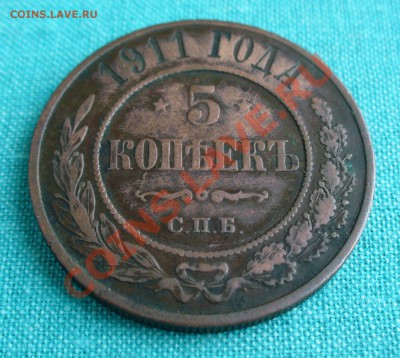 COINS.LAVE.RU
1911 ГОДА
5
КОПѢЕКЪ
С.П.Б.
COINS.LAVE.RU